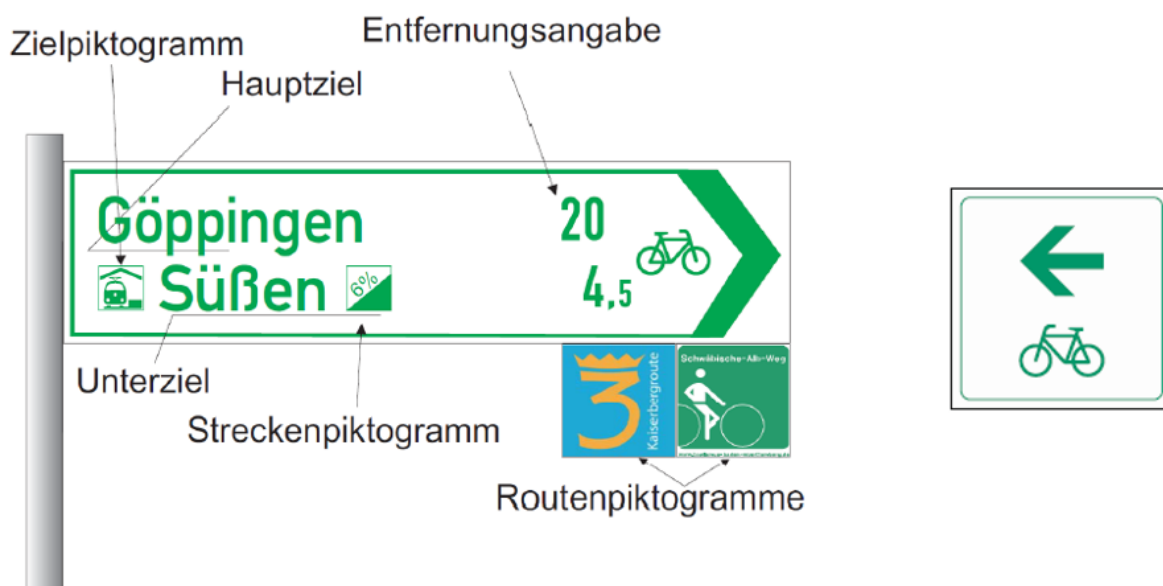 Entfernungsangabe
Zielpiktogramm
Hauptziel
Göppingen 20
Süßen 6% 4,5
Unterziel
Streckenpiktogramm
3 Kaiserbergroute
Schwäbische-Alb-Weg
Routenpiktogramme